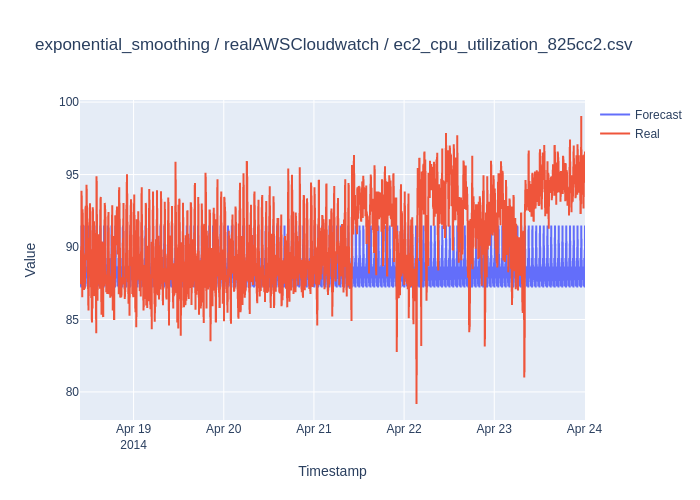 exponential_smoothing / realAWSCloudwatch / ec2_cpu_utilization_825cc2.csv
Forecast
Real
100
95
90
85
80
Value
Apr 19
2014
Apr 20
Apr 21
Apr 22
Apr 23
Apr 24
Timestamp